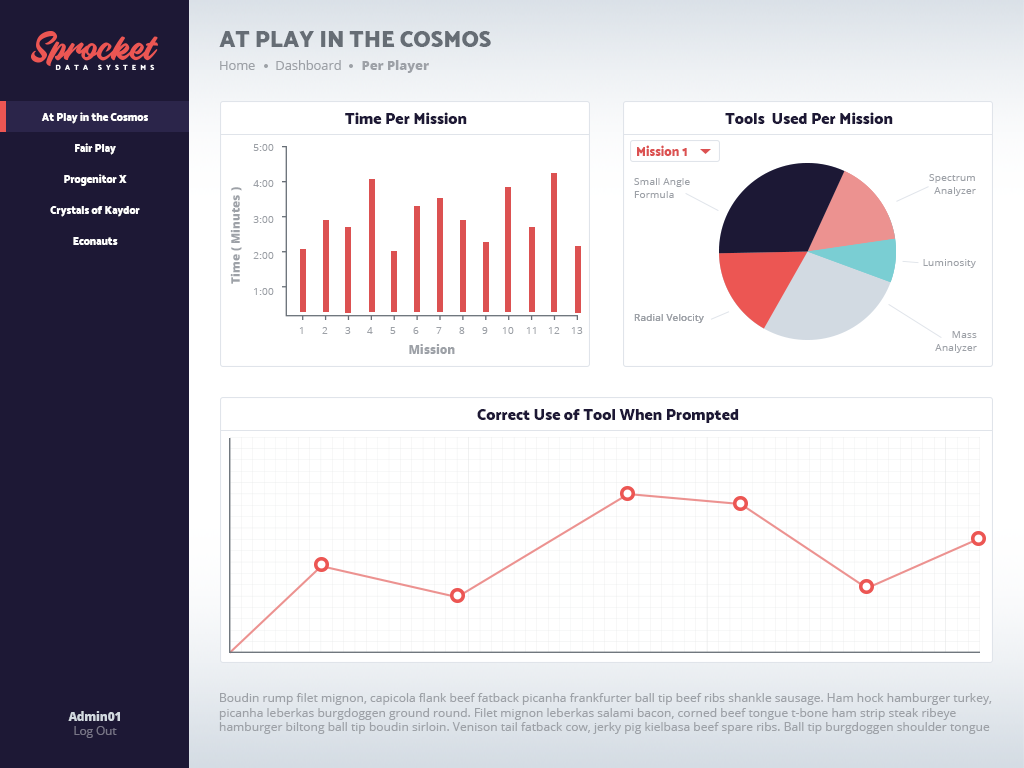 Sprocket
DATA SYSTEMS
At Play in the Cosmos
Fair Play
Progenitor X
Crystals of Kaydor
Econauts
Admin01
Log Out
AT PLAY IN THE COSMOS
Home • Dashboard • Per Player
Time Per Mission
5:00
4:00
3:00
2:00
1:00
Time ( Minutes )
1 2 3 4 5 6 7 8 9 10 11 12 13
Mission
Tools Used Per Mission
Mission 1
Small Angle
Formula
Spectrum
Analyzer
Luminosity
Radial Velocity
Mass
Analyzer
Correct Use of Tool When Prompted
Boudin rump filet mignon, capicola flank beef fatback picanha frankfurter ball tip beef ribs shankle sausage. Ham hock hamburger turkey,
picanha leberkas burgdoggen ground round. Filet mignon leberkas salami bacon, corned beef tongue t-bone ham strip steak ribeye
hamburger biltong ball tip boudin sirloin. Venison tail fatback cow, jerky pig kielbasa beef spare ribs. Ball tip burgdoggen shoulder tongue